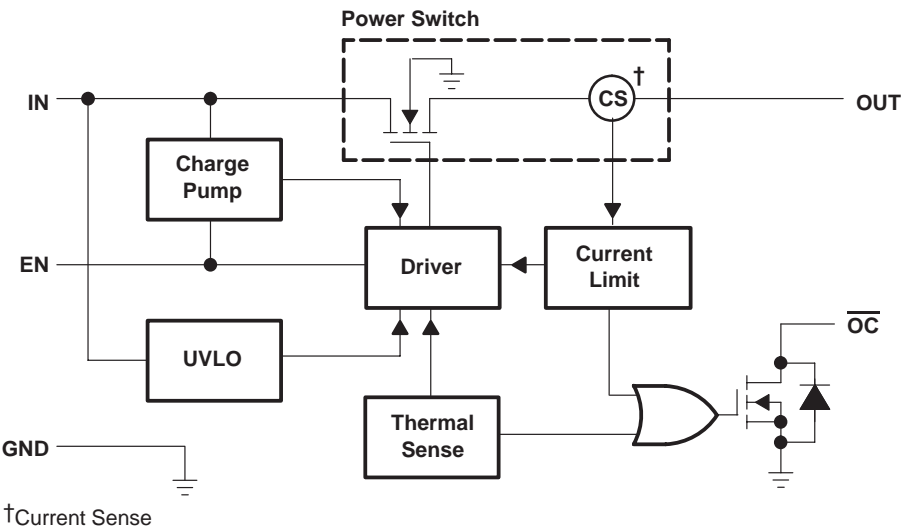 Power Switch
†
IN
CS
OUT
Charge
Pump
EN
Driver
Current
Limit
OC
UVLO
Thermal
Sense
GND
†Current Sense